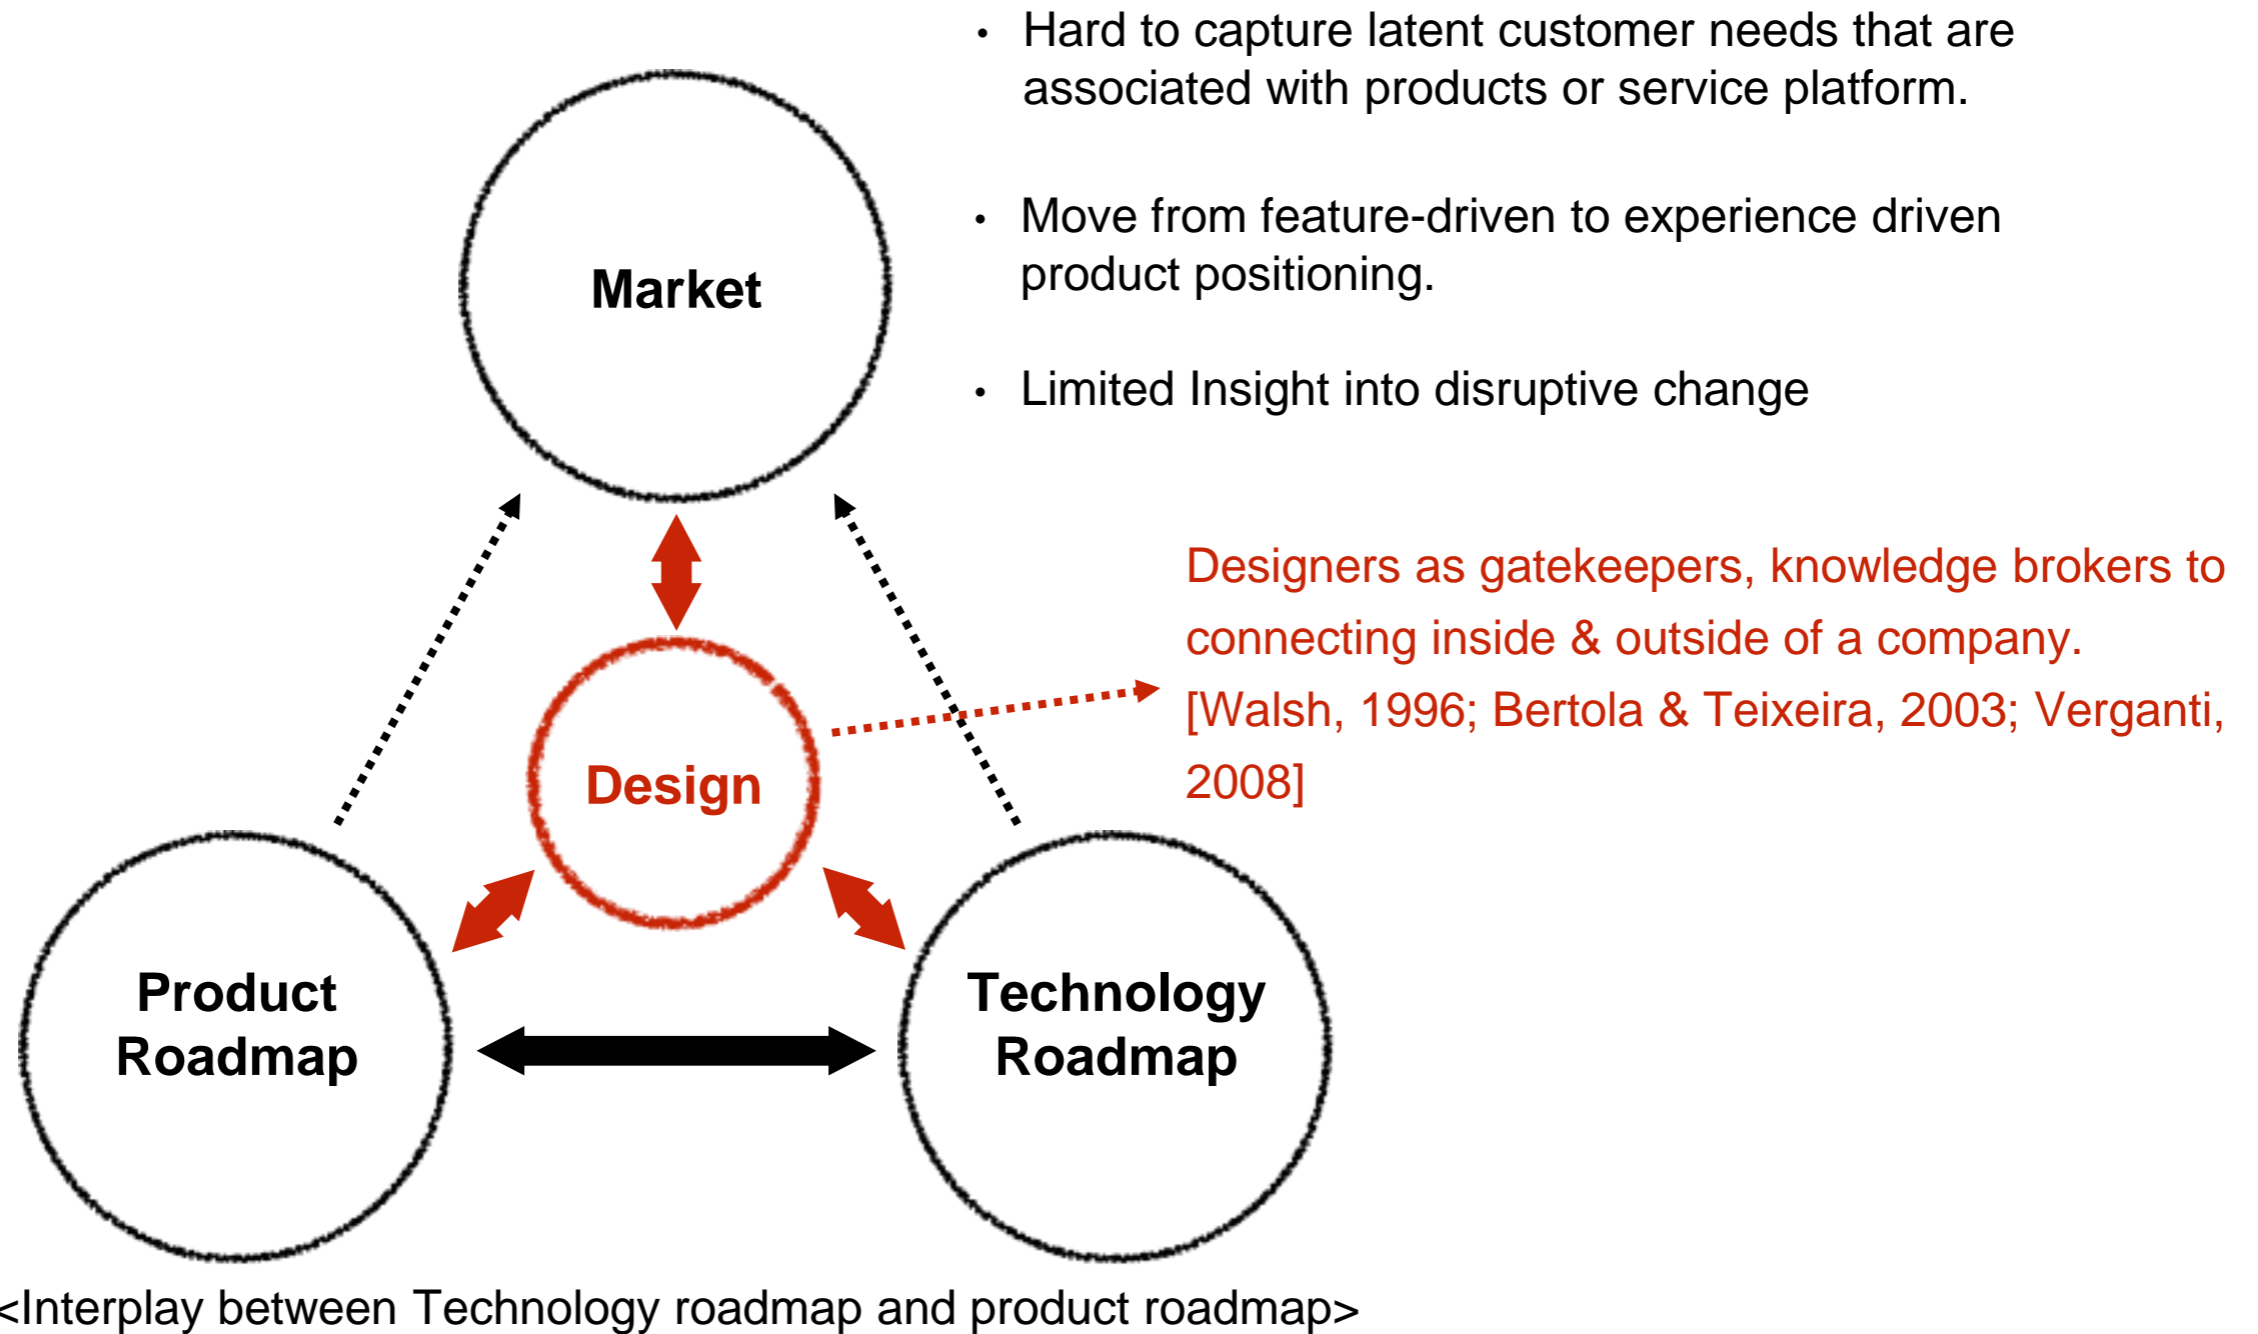 • Hard to capture latent customer needs that are
associated with products or service platform.
• Move from feature-driven to experience driven
product positioning.
• Limited Insight into disruptive change
Market
Designers as gatekeepers, knowledge brokers to
connecting inside & outside of a company.
[Walsh, 1996; Bertola & Teixeira, 2003; Verganti,
2008]
Design
Product
Roadmap
Technology
Roadmap
<Interplay between Technology roadmap and product roadmap>